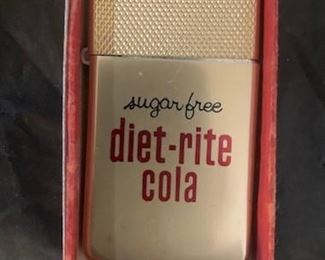 sugar free
diet-rite
cola